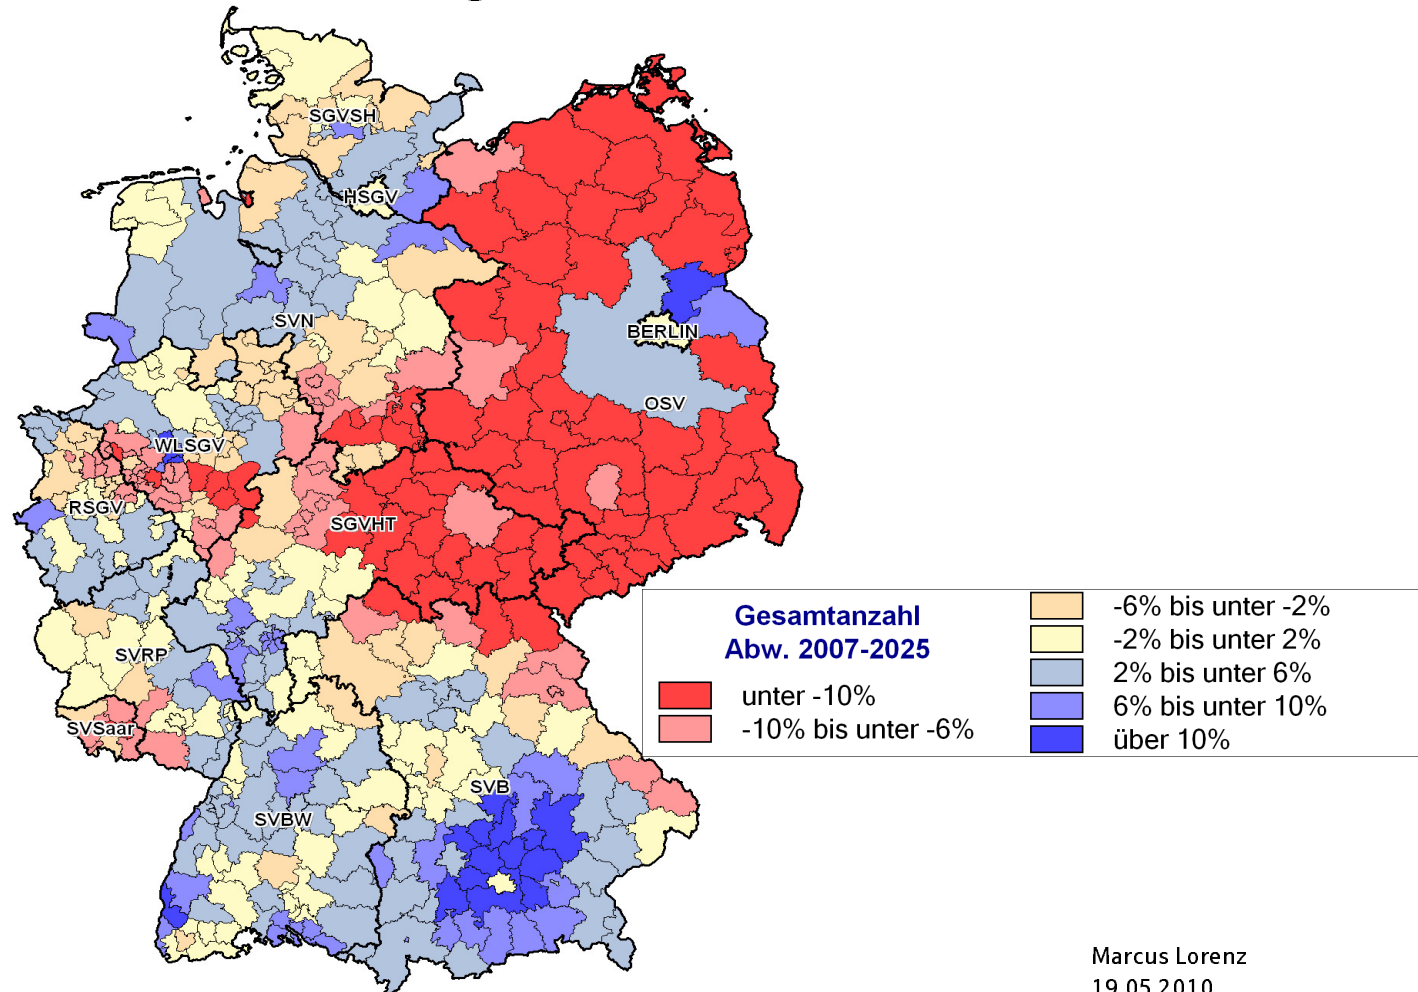 SGVSH
HSGV
SVN
BERLIN
OSV
WLSGV
RSGV
SGVHT
SVRP
SVSaar
SVB
SVBW
Gesamtanzahl
Abw. 2007-2025
unter -10%
-10% bis unter -6%
-6% bis unter -2%
-2% bis unter 2%
2% bis unter 6%
6% bis unter 10%
über 10%
Marcus Lorenz
19.05.2010